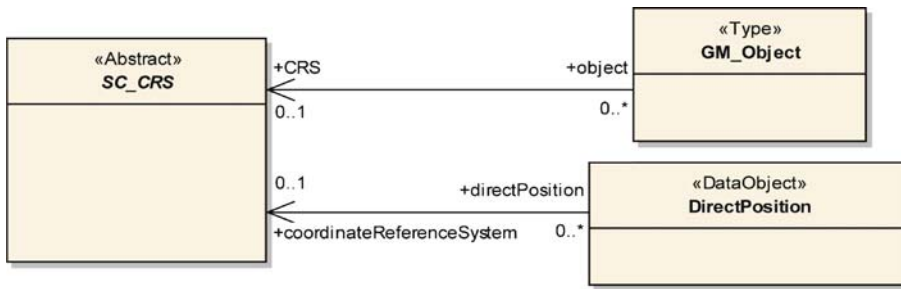 «Abstract»
SC_CRS
+CRS
0..1
+object
0..*
«Type»
GM_Object
0..1
+coordinateReferenceSystem
+directPosition
0..*
«DataObject»
DirectPosition